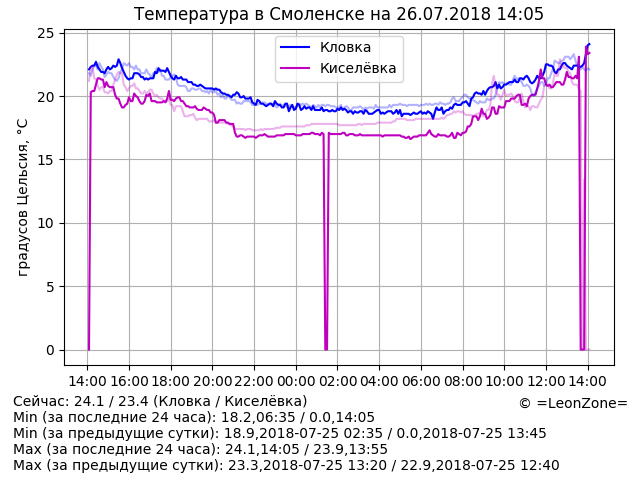 Температура в Смоленске на 26.07.2018 14:05
Кловка
Киселёвка
градусов Цельсия, °C
25
20
15
10
5
0
14:00 16:00 18:00 20:00 22:00 00:00 02:00 04:00 06:00 08:00 10:00 12:00 14:00
Сейчас: 24.1 / 23.4 (Кловка / Киселёвка)
© =LeonZone=
Min (за последние 24 часа): 18.2,06:35 / 0.0,14:05
Min (за предыдущие сутки): 18.9,2018-07-25 02:35 / 0.0,2018-07-25 13:45
Max (за последние 24 часа): 24.1,14:05 / 23.9,13:55
Max (за предыдущие сутки): 23.3,2018-07-25 13:20 / 22.9,2018-07-25 12:40